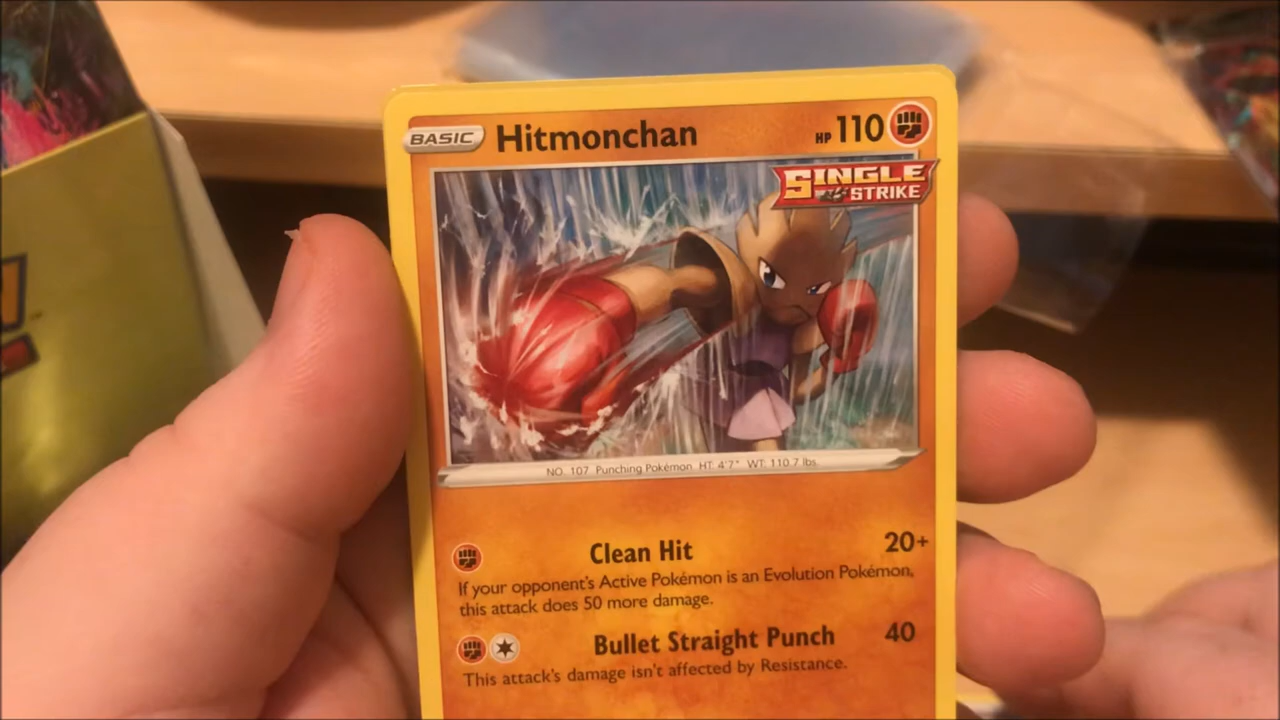 BASIC Hitmonchan HP 110
SINGLE
STRIKE
NO. 107 Punching Pokémon HT: 4'7" WT: 110.7 lbs.
Clean Hit 20+
If your opponent's Active Pokémon is an Evolution Pokémon,
this attack does 50 more damage.
Bullet Straight Punch 40
This attack's damage isn't affected by Resistance.